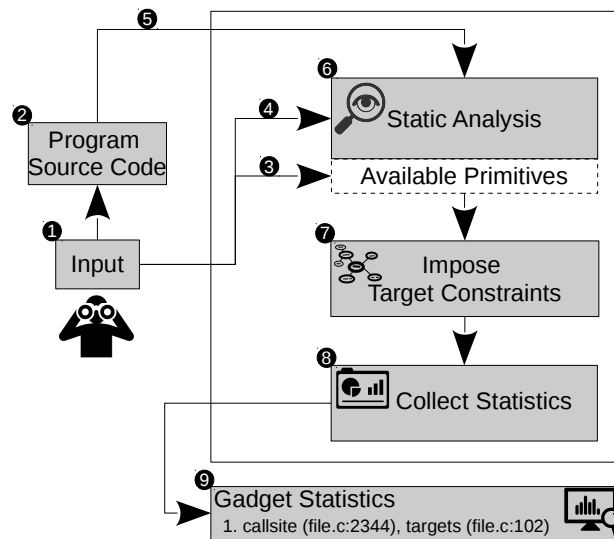 5
6
Static Analysis
4
2
Program
Source Code
3
Available Primitives
1
Input
7
Impose
Target Constraints
8
Collect Statistics
9
Gadget Statistics
1. callsite (file.c:2344), targets (file.c:102)